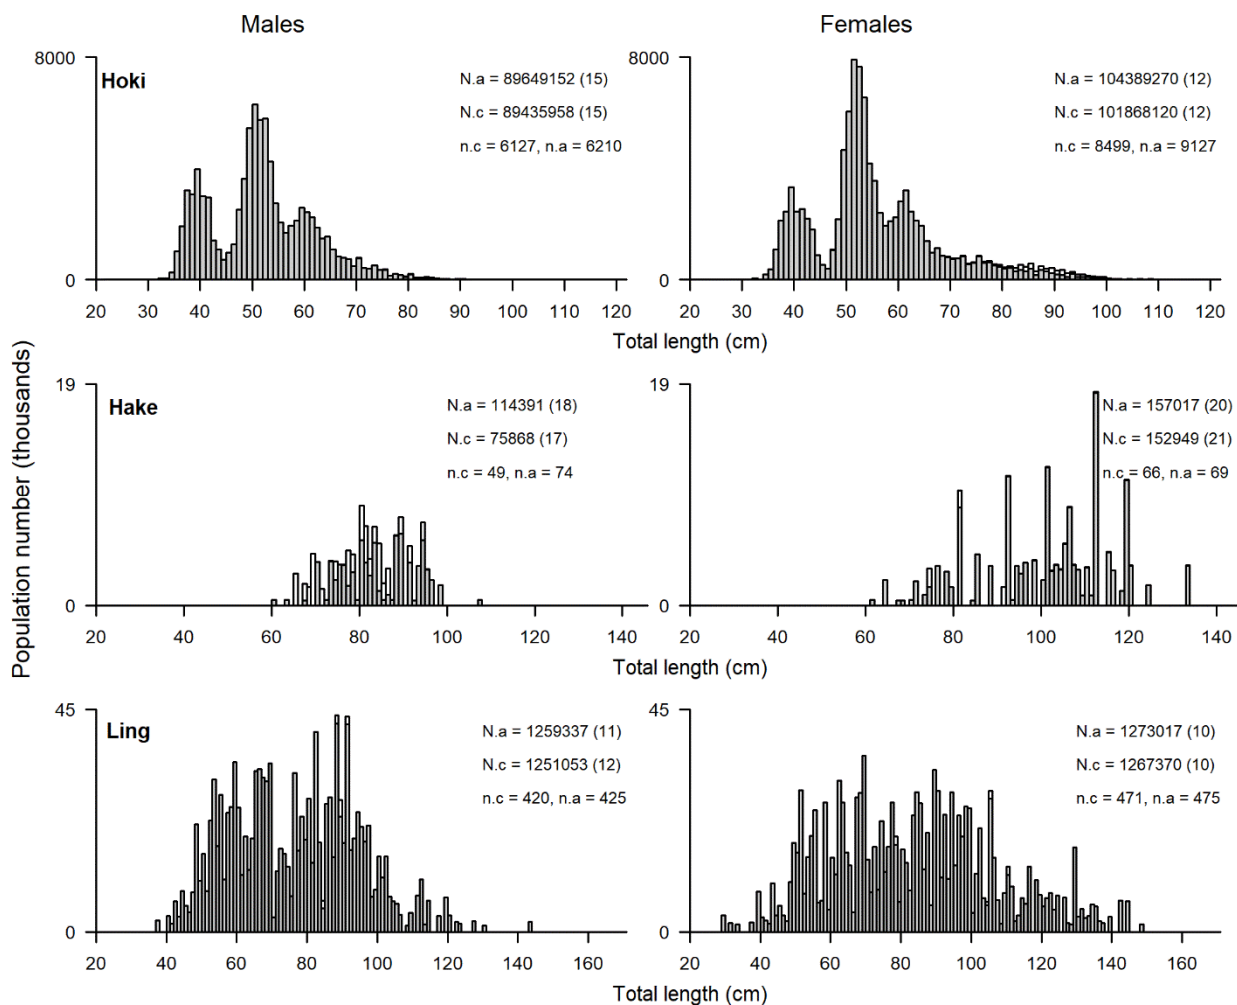 Males
Females
Population number (thousands)
8000
0
Hoki
N.a = 89649152 (15)
N.c = 89435958 (15)
n.c = 6127, n.a = 6210
20 30 40 50 60 70 80 90 100 110 120
8000
0
N.a = 104389270 (12)
N.c = 101868120 (12)
n.c = 8499, n.a = 9127
20 30 40 50 60 70 80 90 100 110 120
Total length (cm)
19
0
Hake
N.a = 114391 (18)
N.c = 75868 (17)
n.c = 49, n.a = 74
20 40 60 80 100 120 140
19
0
N.a = 157017 (20)
N.c = 152949 (21)
n.c = 66, n.a = 69
20 40 60 80 100 120 140
Total length (cm)
45
0
Ling
N.a = 1259337 (11)
N.c = 1251053 (12)
n.c = 420, n.a = 425
20 40 60 80 100 120 140 160
45
0
N.a = 1273017 (10)
N.c = 1267370 (10)
n.c = 471, n.a = 475
20 40 60 80 100 120 140 160
Total length (cm)